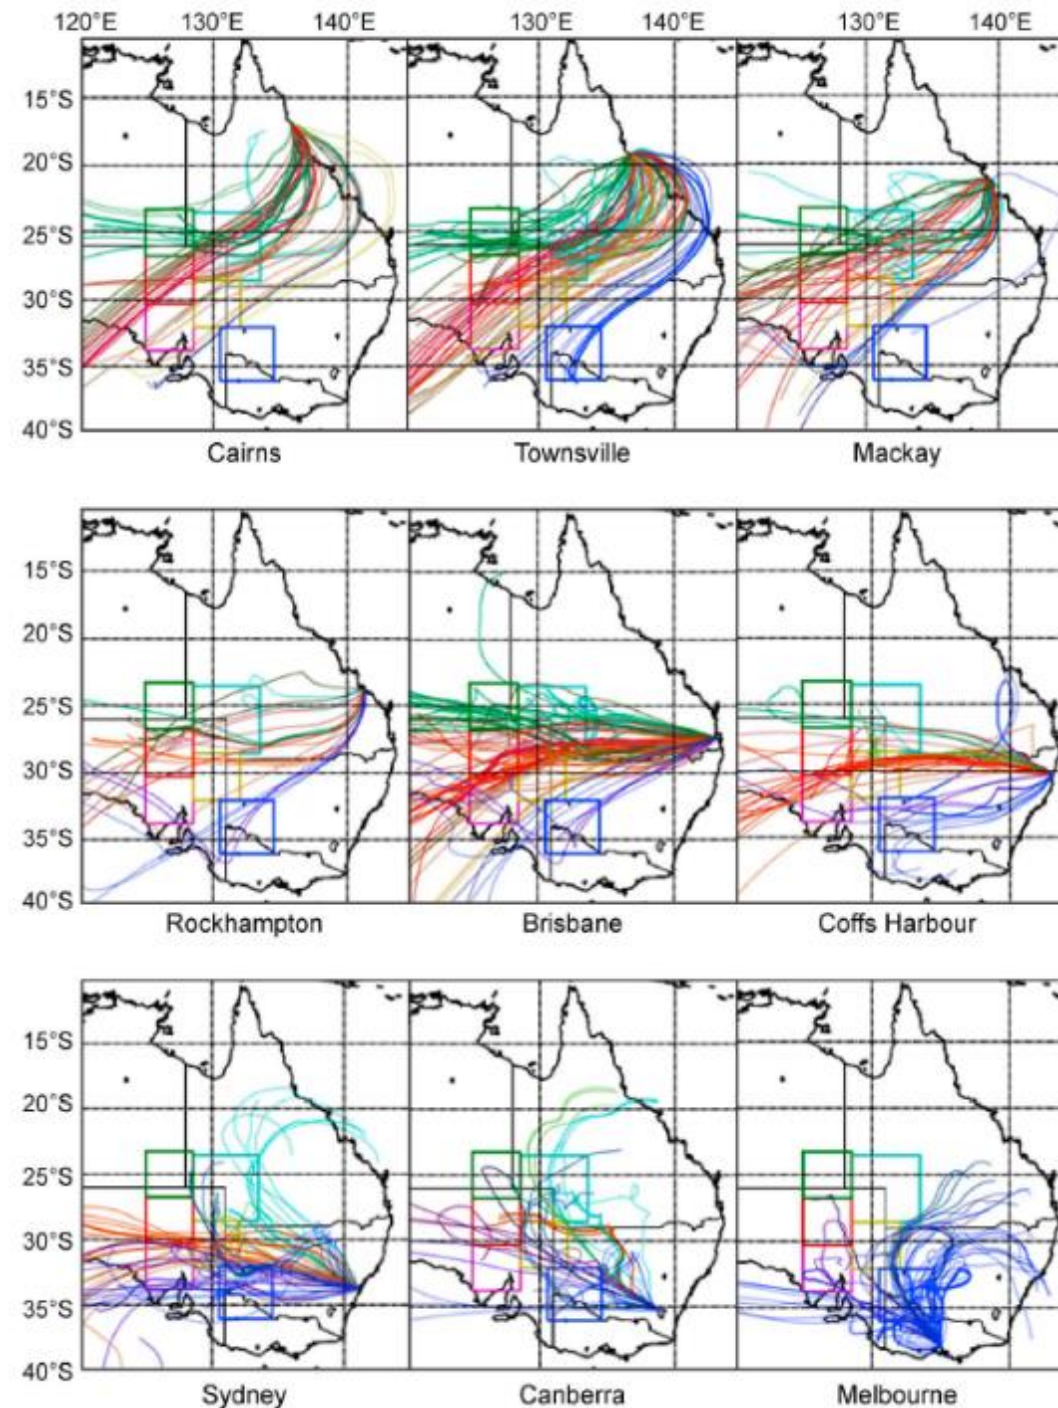 120°E 130°E 140°E 130°E 140°E 130°E 140°E
15°S
20°S
25°S
30°S
35°S
40°S
Cairns Townsville Mackay
15°S
20°S
25°S
30°S
35°S
40°S
Rockhampton Brisbane Coffs Harbour
15°S
20°S
25°S
30°S
35°S
40°S
Sydney Canberra Melbourne